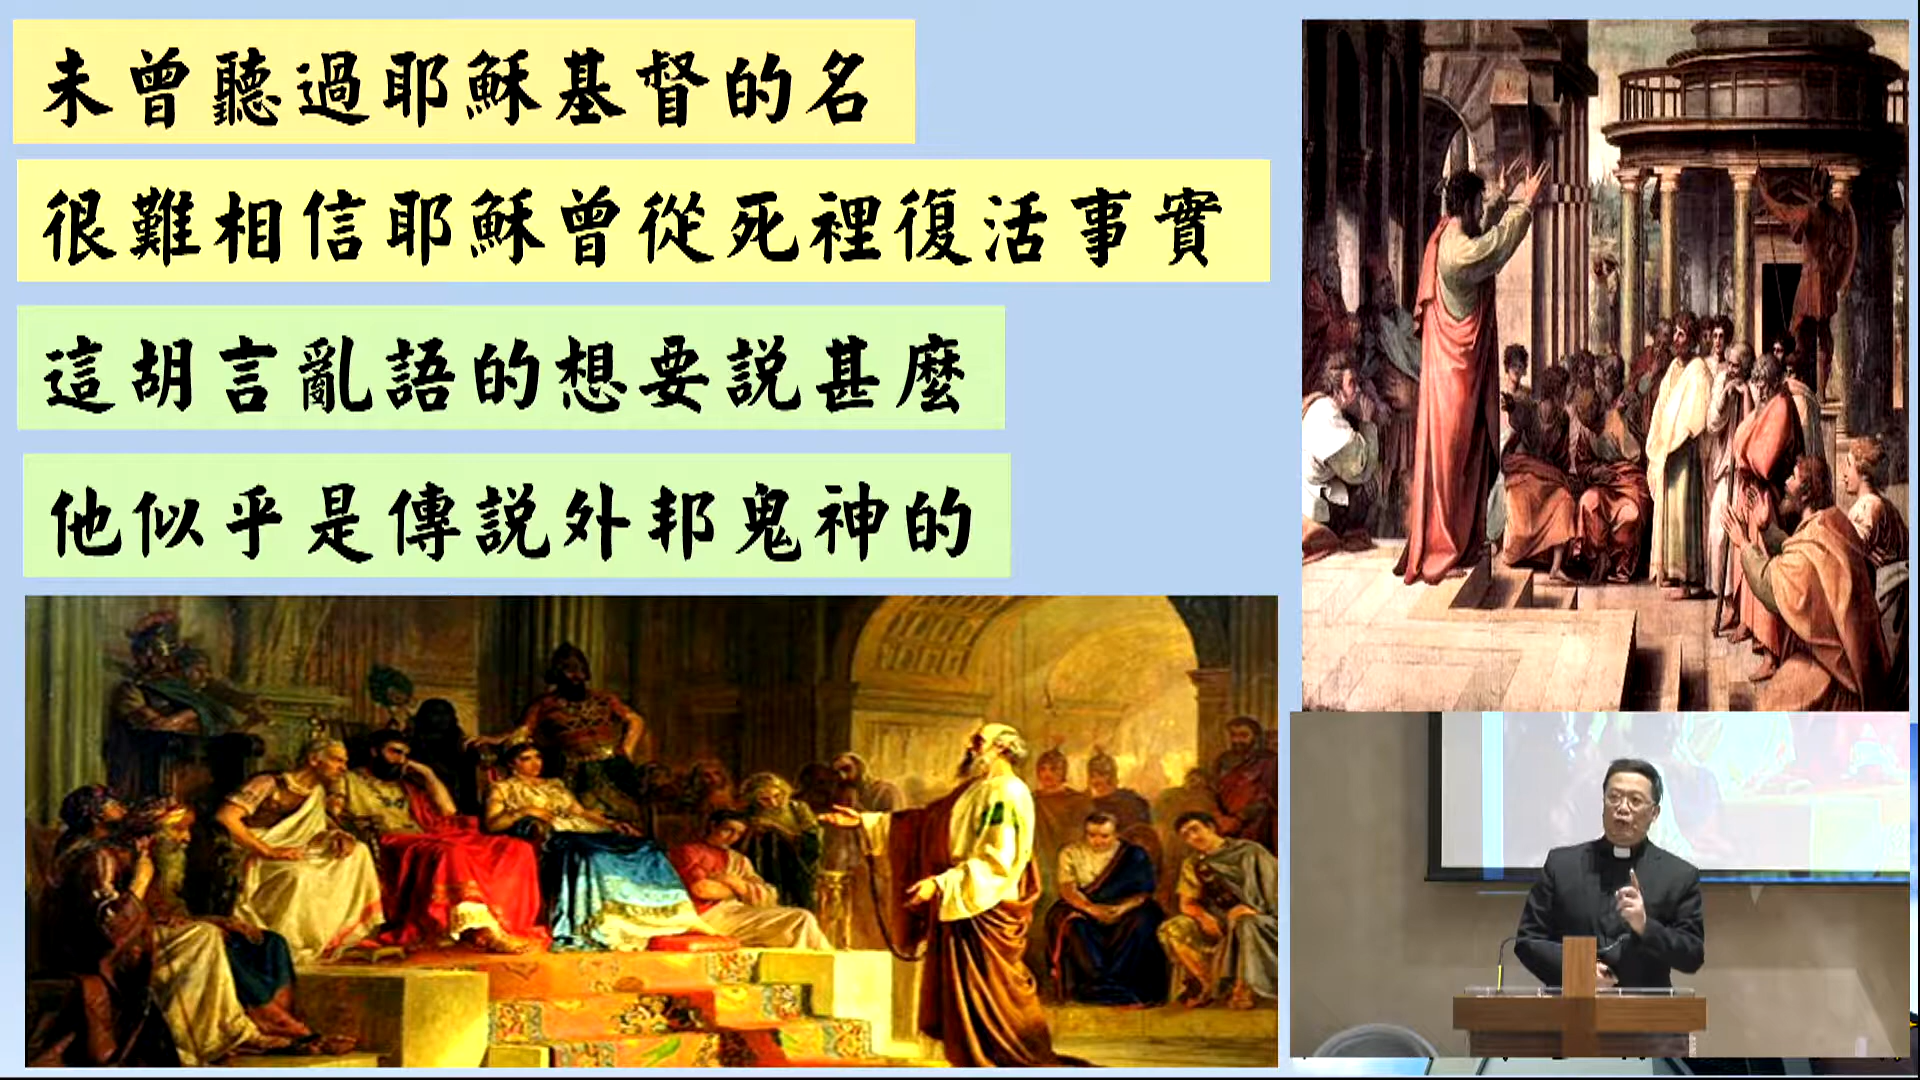 未曾聽過耶穌基督的名
很難相信耶穌曾從死裡復活事實
這胡言亂語的想要説甚麼
他似乎是傳説外邦鬼神的